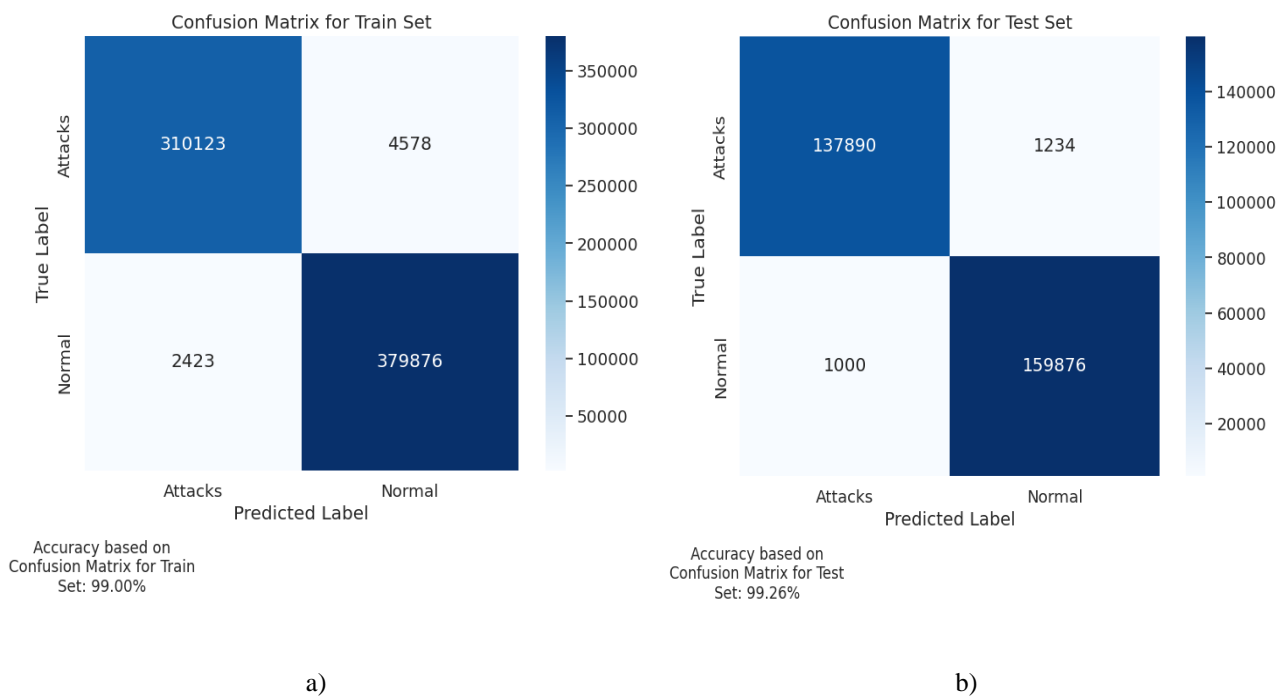 Confusion Matrix for Train Set
Attacks
Normal
True Label
310123
4578
2423
379876
Attacks
Normal
Predicted Label
350000
300000
250000
200000
150000
100000
50000
Accuracy based on
Confusion Matrix for Train
Set: 99.00%
a)
Confusion Matrix for Test Set
Attacks
Normal
True Label
137890
1234
1000
159876
Attacks
Normal
Predicted Label
140000
120000
100000
80000
60000
40000
20000
Accuracy based on
Confusion Matrix for Test
Set: 99.26%
b)